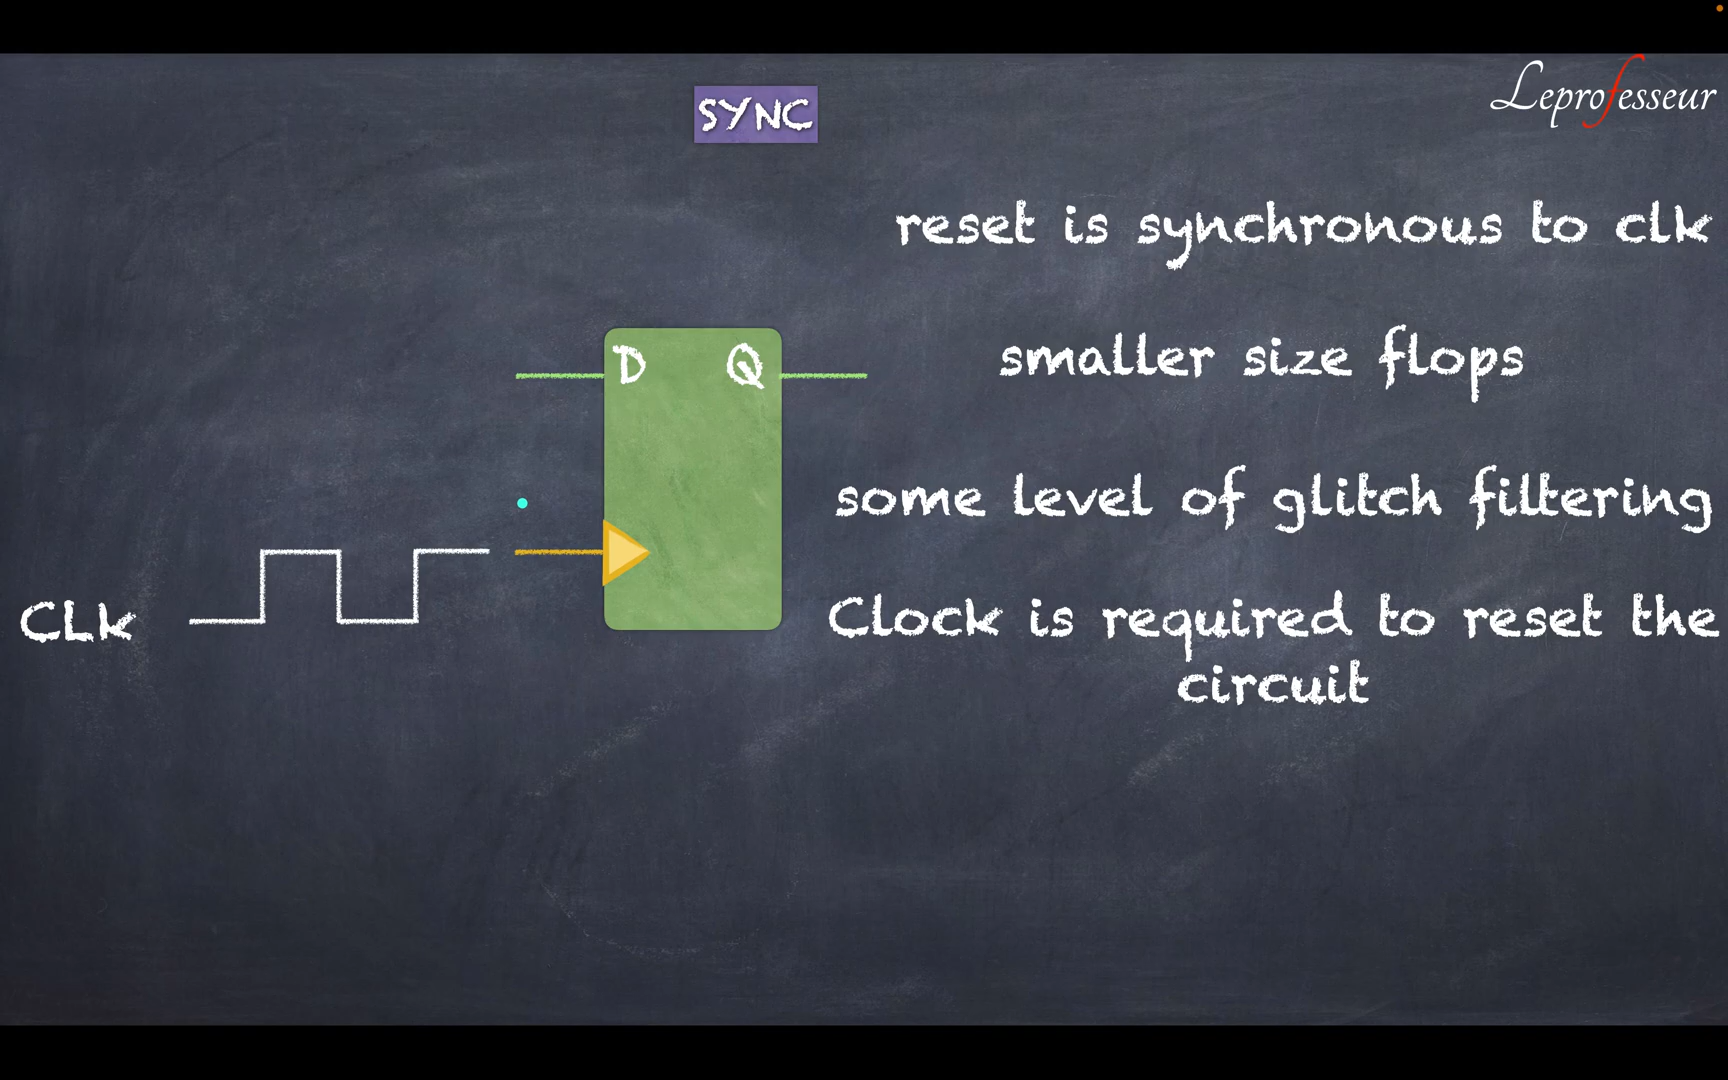 Leprofesseur
SYNC
reset is synchronous to clk
D Q
smaller size flops
some level of glitch filtering
CLk
Clock is required to reset the
circuit